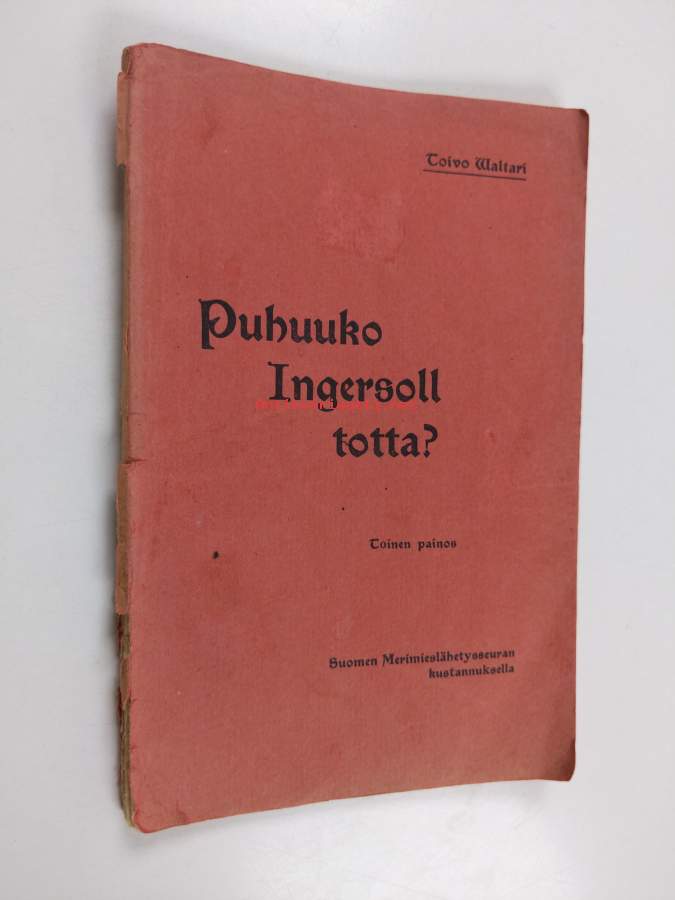 Toivo Waltari
Puhuuko
Ingersoll
totta?
Toinen painos
Suomen Merimieslähetysseuran
kustannuksella